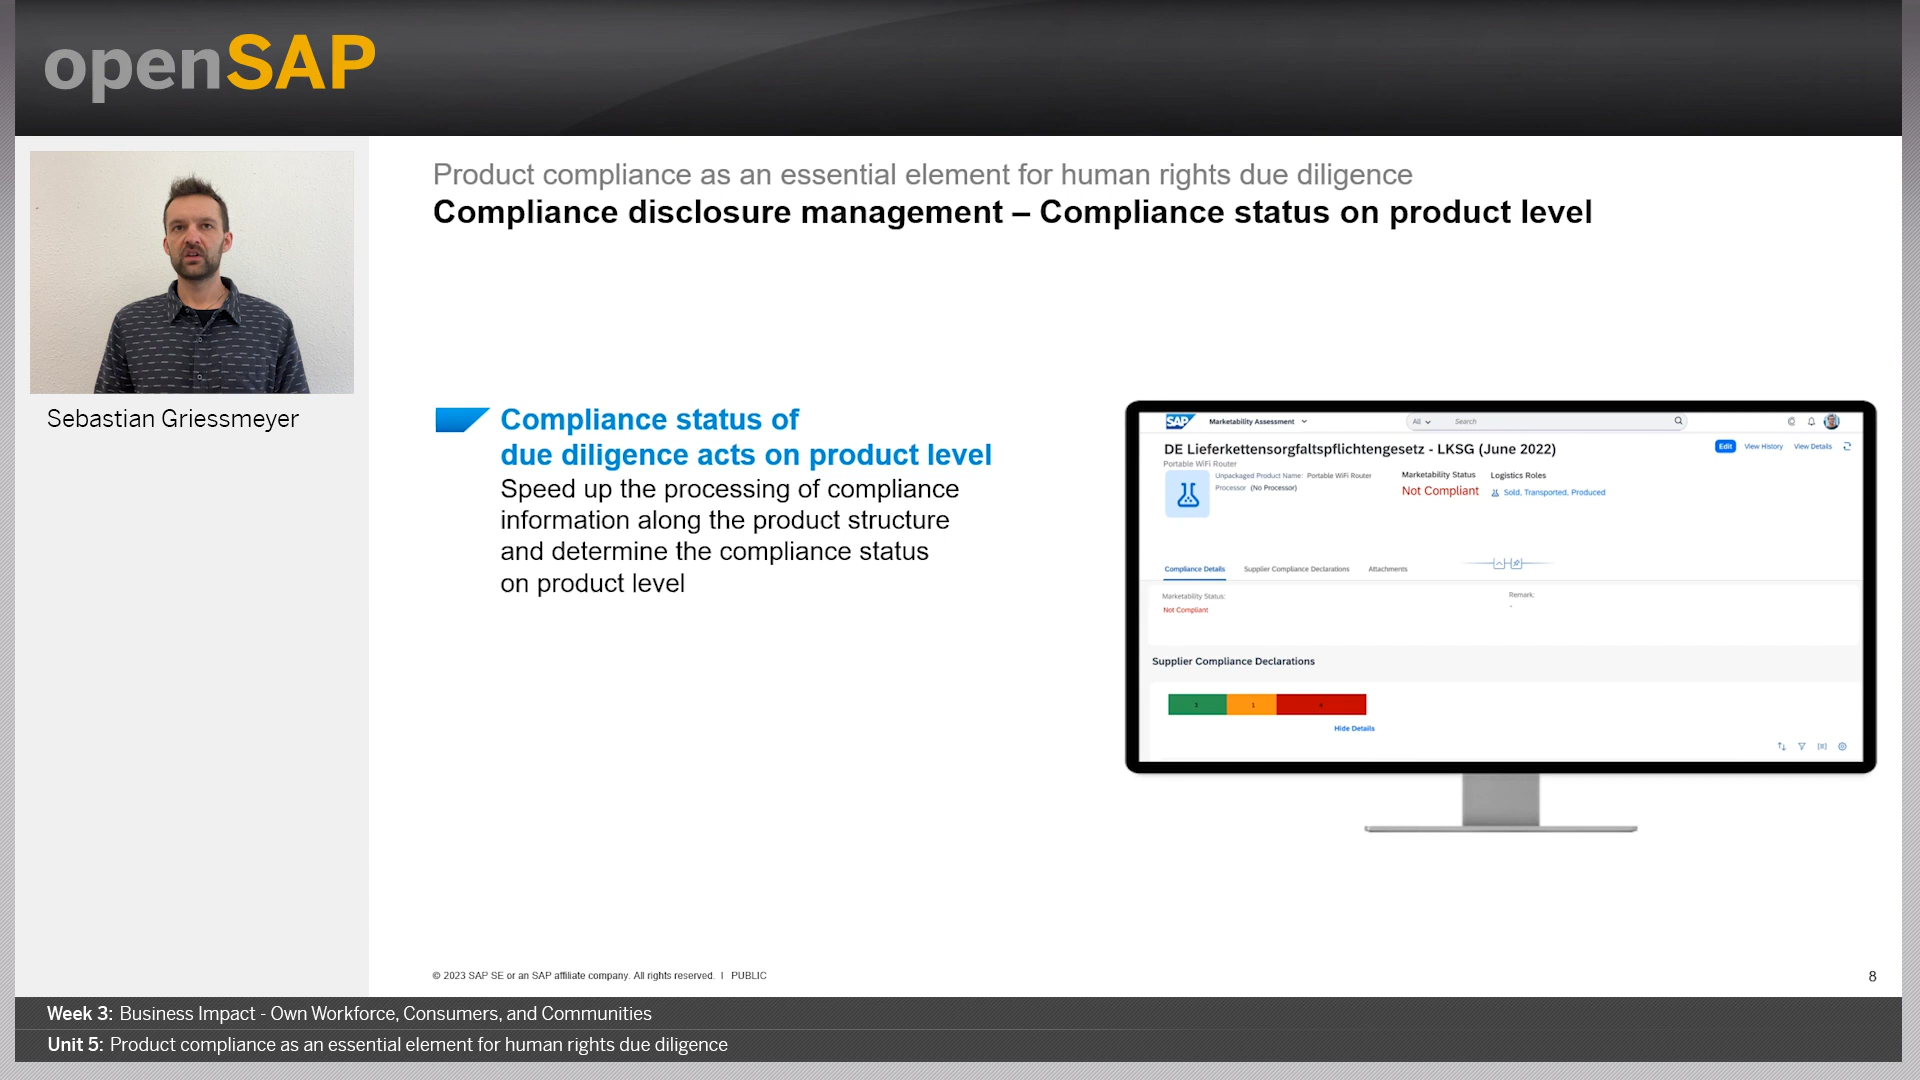 openSAP
Sebastian Griessmeyer
Product compliance as an essential element for human rights due diligence
Compliance disclosure management – Compliance status on product level
Compliance status of
due diligence acts on product level
Speed up the processing of compliance
information along the product structure
and determine the compliance status
on product level
SAP Marketability Assessment All Search
DE Lieferkettensorgfaltspflichtengesetz - LKSG (June 2022) Edit View History View Details
Portable WiFi Router
Unpackaged Product Name: Portable WiFi Router Marketability Status Logistics Roles
Processor (No Processor) Not Compliant Sold, Transported, Produced
Compliance Details Supplier Compliance Declarations Attachments
Marketability Status: Remark:
Not Compliant -
Supplier Compliance Declarations
3 1
Hide Details
© 2023 SAP SE or an SAP affiliate company. All rights reserved. I PUBLIC 8
Week 3: Business Impact - Own Workforce, Consumers, and Communities
Unit 5: Product compliance as an essential element for human rights due diligence